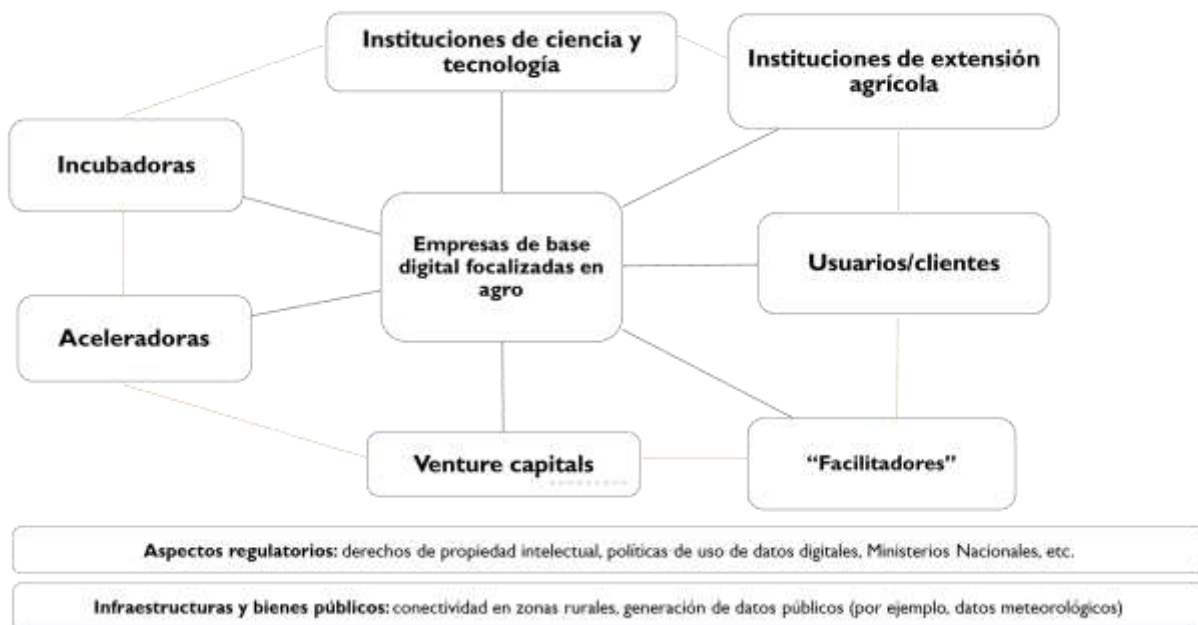 Instituciones de ciencia y
tecnología
Instituciones de extensión
agrícola
Incubadoras
Empresas de base
digital focalizadas en
agro
Usuarios/clientes
Aceleradoras
Venture capitals
“Facilitadores”
Aspectos regulatorios: derechos de propiedad intelectual, políticas de uso de datos digitales, Ministerios Nacionales, etc.
Infraestructuras y bienes públicos: conectividad en zonas rurales, generación de datos públicos (por ejemplo, datos meteorológicos)